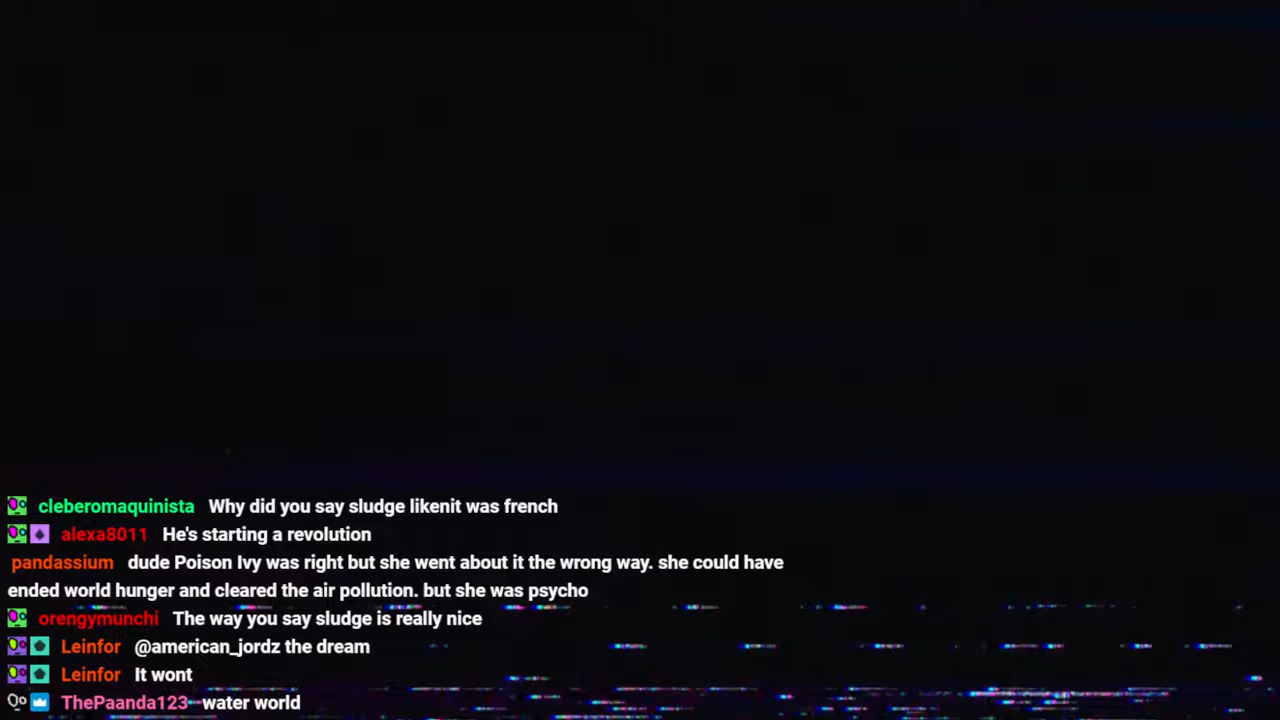 cleberomaquinista Why did you say sludge likenit was french
alexa8011 He's starting a revolution
pandassium dude Poison Ivy was right but she went about it the wrong way. she could have
ended world hunger and cleared the air pollution. but she was psycho
orengymunchi The way you say sludge is really nice
Leinfor @american_jordz the dream
Leinfor It wont
ThePaanda123 water world